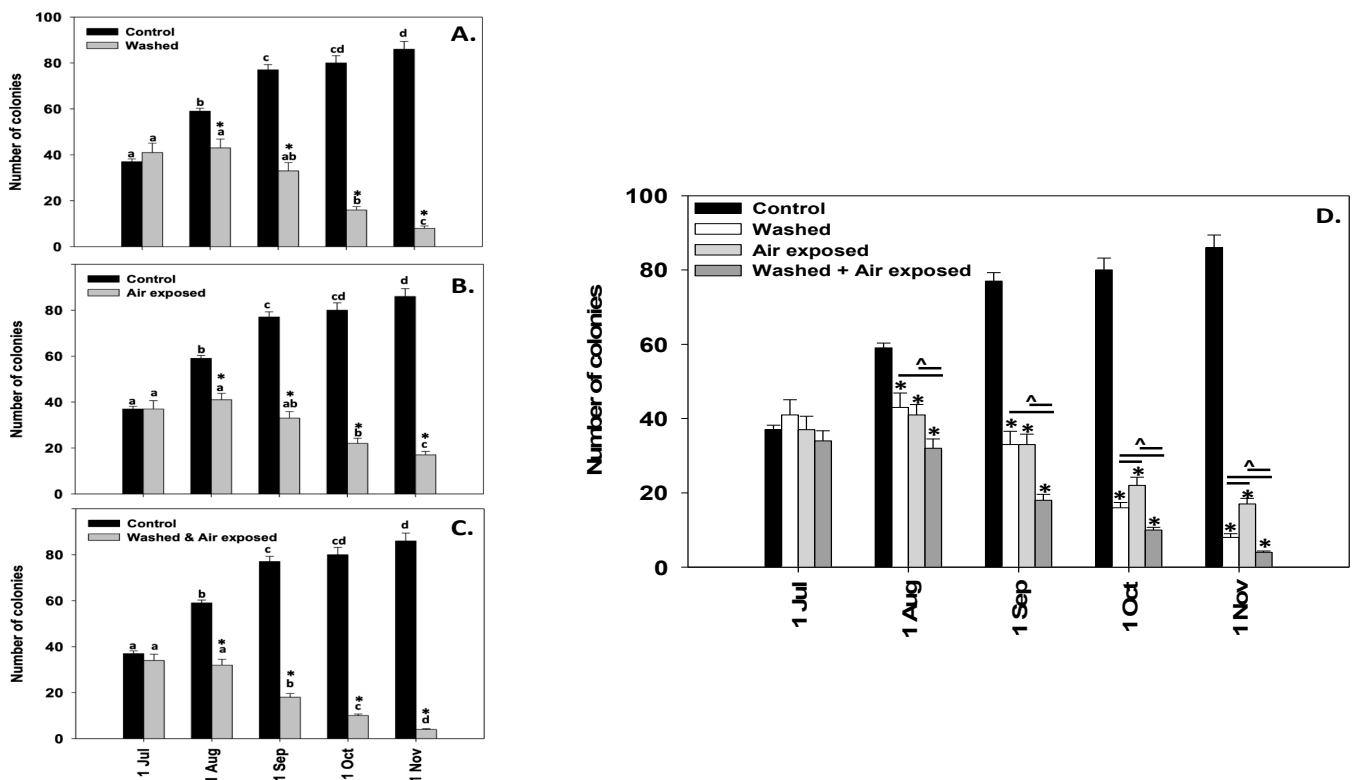 100
80
60
40
20
0
Number of colonies
Control
Washed
A.
a
a
b
*
a
c
*
ab
cd
*
b
d
*
c
80
60
40
20
0
Number of colonies
Control
Air exposed
B.
a
a
b
*
a
c
*
ab
cd
*
b
d
*
c
80
60
40
20
0
Number of colonies
Control
Washed & Air exposed
C.
a
a
b
*
a
c
*
b
cd
*
c
d
*
d
1 Jul
1 Aug
1 Sep
1 Oct
1 Nov
100
80
60
40
20
0
Number of colonies
Control
Washed
Air exposed
Washed + Air exposed
D.
^
* * *
^
* * *
^
* * *
^
* * *
1 Jul
1 Aug
1 Sep
1 Oct
1 Nov